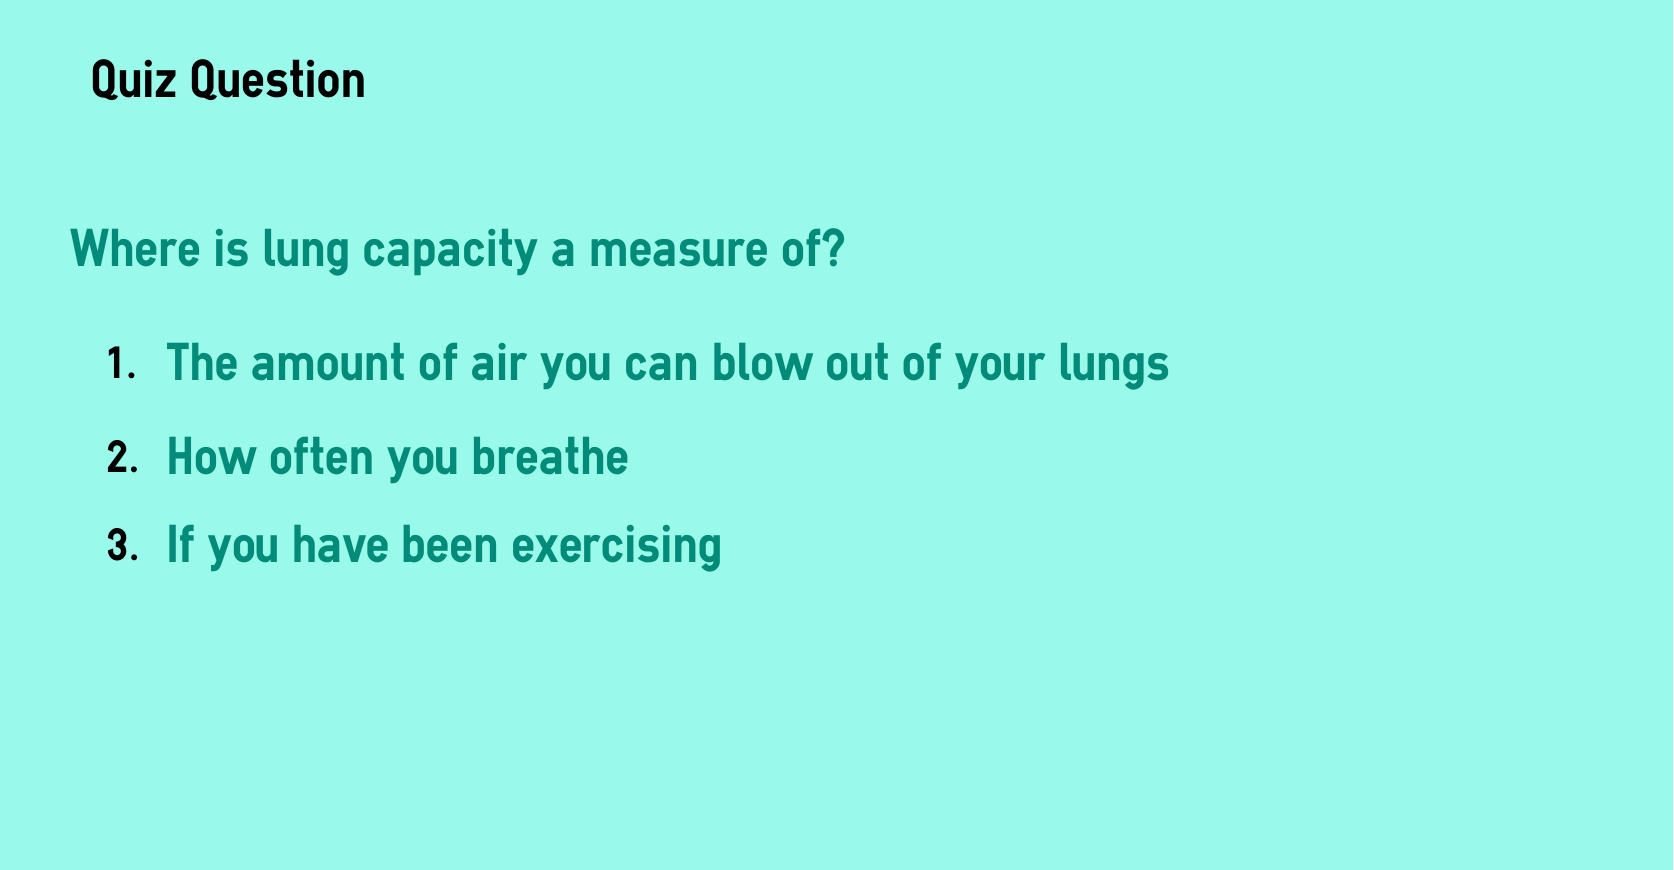 Quiz Question
Where is lung capacity a measure of?
1. The amount of air you can blow out of your lungs
2. How often you breathe
3. If you have been exercising